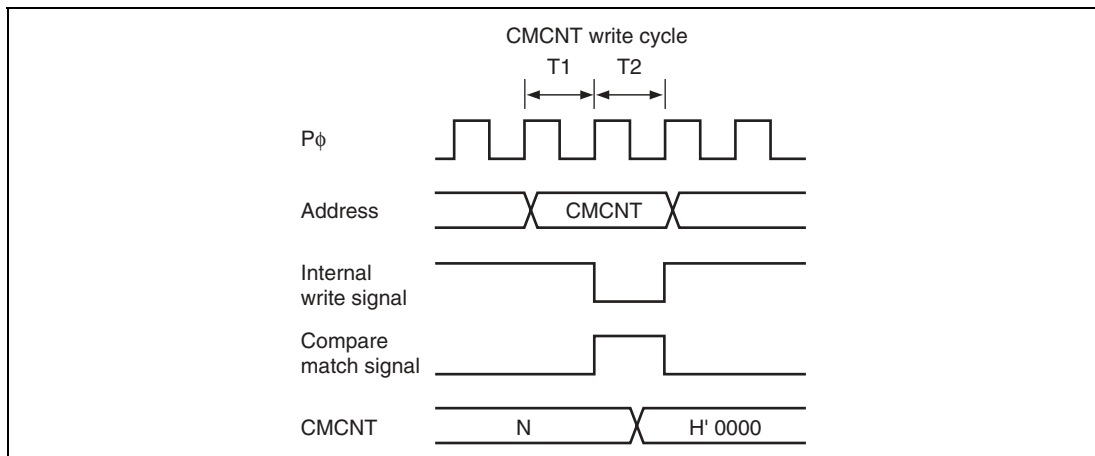 CMCNT write cycle
T1 T2
Pϕ
Address CMCNT
Internal
write signal
Compare
match signal
CMCNT N H' 0000